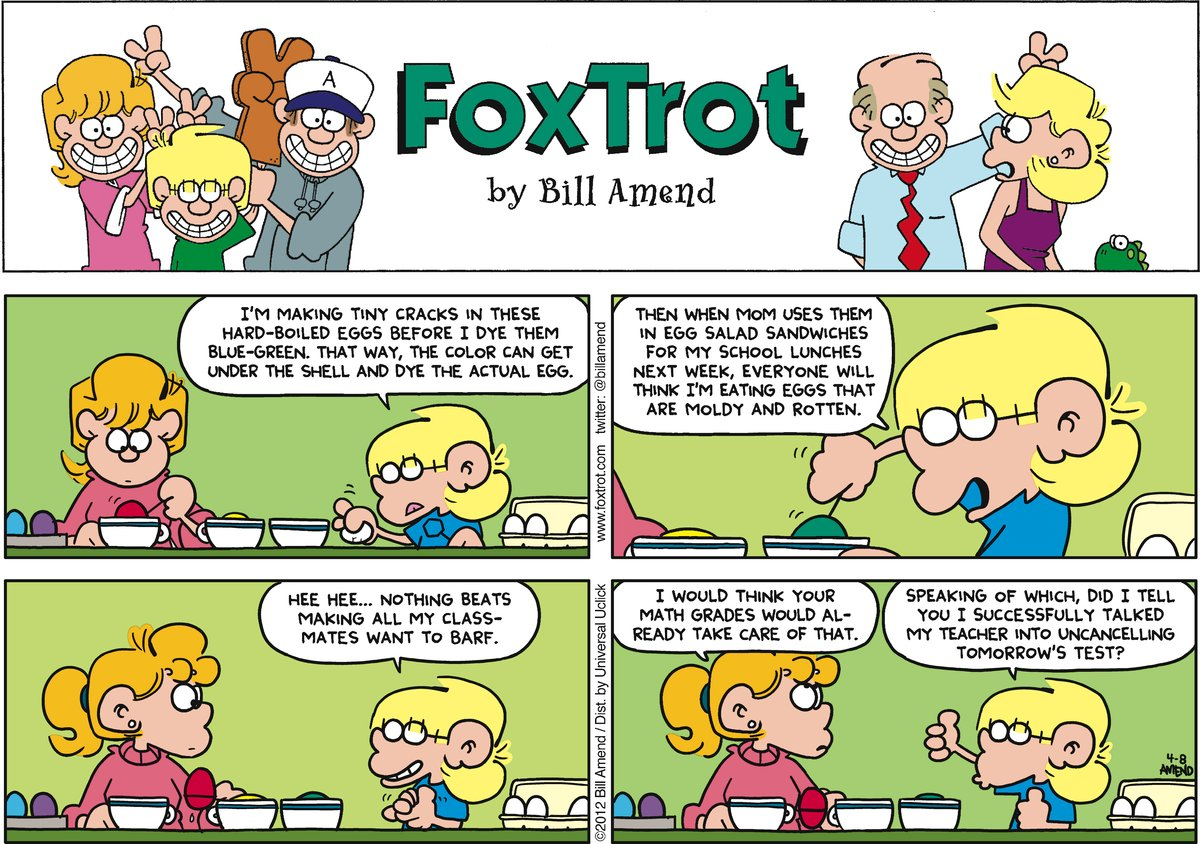 A
FOXTROT
by Bill Amend
I'M MAKING TINY CRACKS IN THESE
HARD-BOILED EGGS BEFORE I DYE THEM
BLUE-GREEN. THAT WAY, THE COLOR CAN GET
UNDER THE SHELL AND DYE THE ACTUAL EGG.
www.foxtrot.com twitter: @billamend
THEN WHEN MOM USES THEM
IN EGG SALAD SANDWICHES
FOR MY SCHOOL LUNCHES
NEXT WEEK, EVERYONE WILL
THINK I'M EATING EGGS THAT
ARE MOLDY AND ROTTEN.
HEE HEE... NOTHING BEATS
MAKING ALL MY CLASS-
MATES WANT TO BARF.
©2012 Bill Amend / Dist. by Universal Uclick
I WOULD THINK YOUR
MATH GRADES WOULD AL-
READY TAKE CARE OF THAT.
SPEAKING OF WHICH, DID I TELL
YOU I SUCCESSFULLY TALKED
MY TEACHER INTO UNCANCELLING
TOMORROW'S TEST?
4-8
AMEND